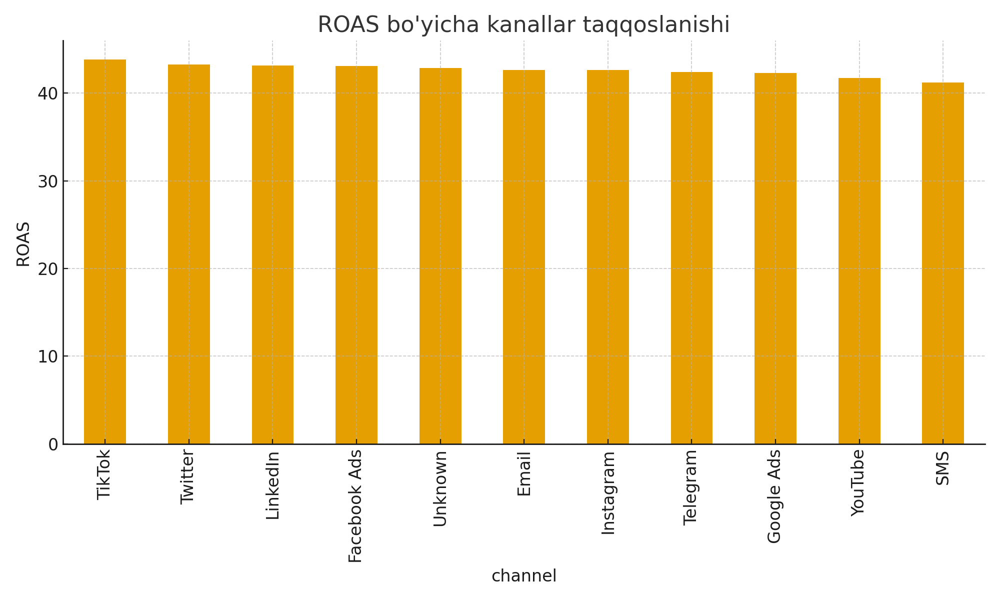 ROAS bo'yicha kanallar taqqoslanishi
ROAS
40
30
20
10
0
TikTok
Twitter
LinkedIn
Facebook Ads
Unknown
Email
Instagram
Telegram
Google Ads
YouTube
SMS
channel